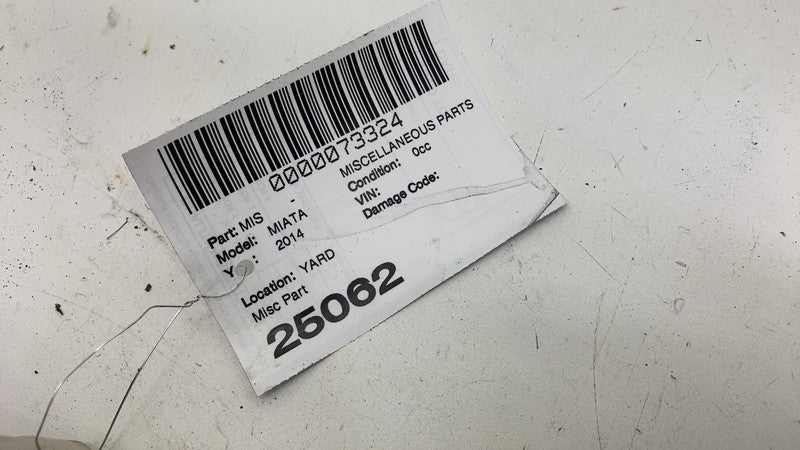 0000073324
Part: MIS - MISCELLANEOUS PARTS
Model: MIATA Condition: 0cc
Y : 2014 VIN:
Damage Code:
Location: YARD
Misc Part
25062